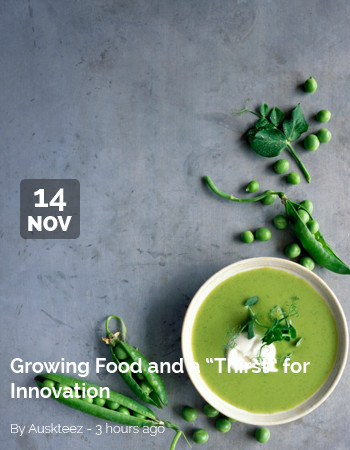 14
NOV
Growing Food and a “Thirst” for
Innovation
By Auskteez - 3 hours ago